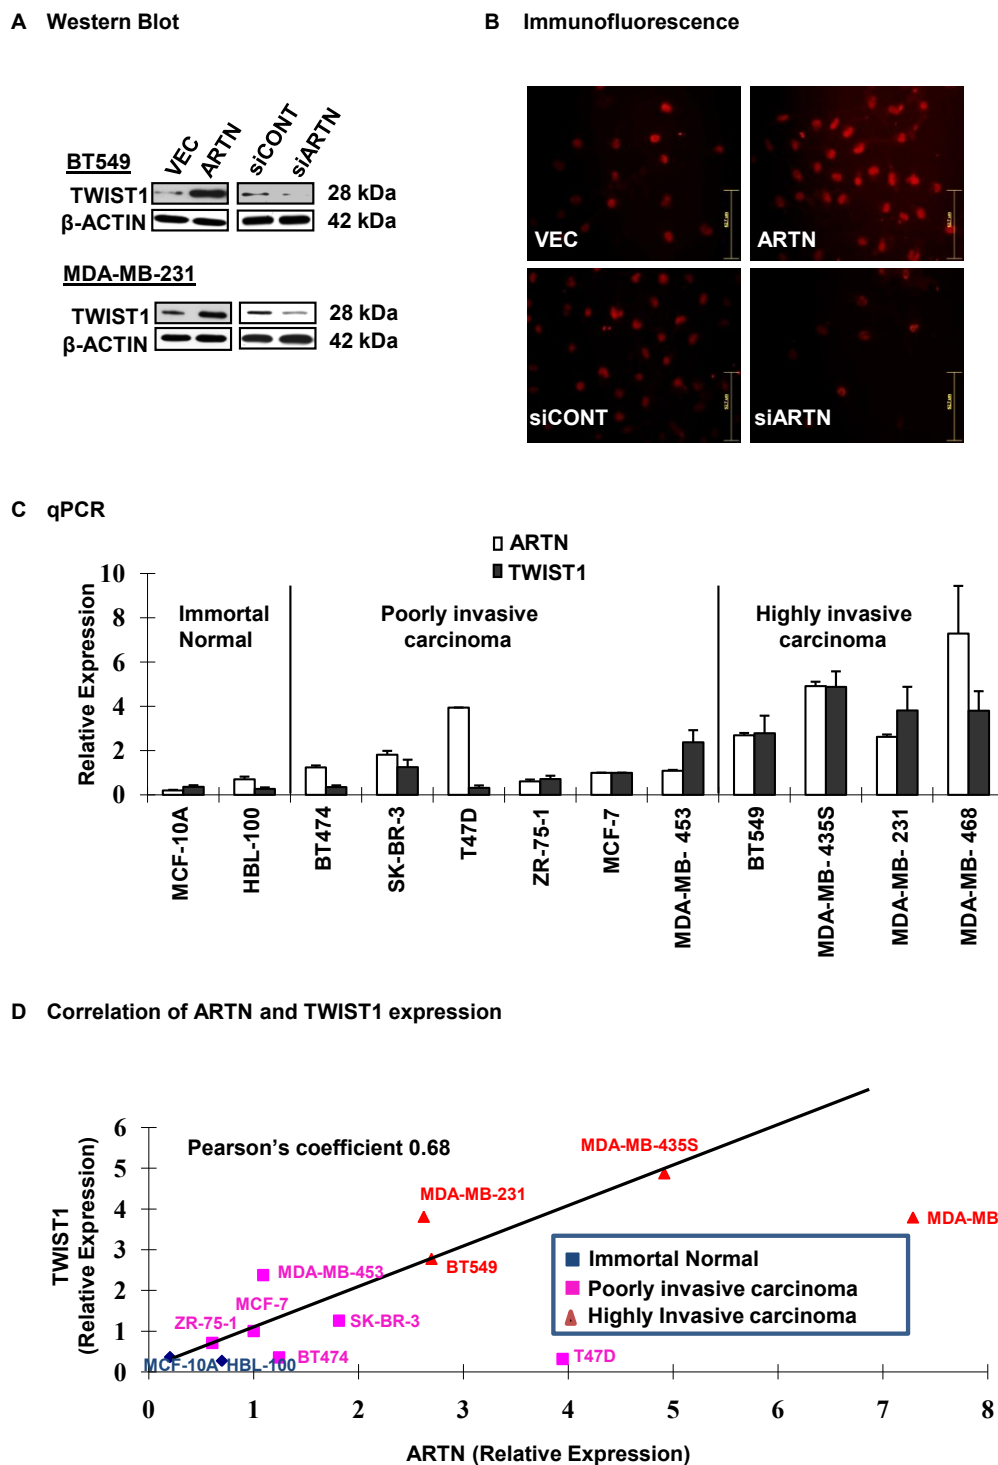 A Western Blot
BT549
VEC
ARTN
siCONT
siARTN
TWIST1
28 kDa
β-ACTIN
42 kDa
MDA-MB-231
TWIST1
28 kDa
β-ACTIN
42 kDa
B Immunofluorescence
VEC
ARTN
siCONT
siARTN
C qPCR
ARTN
TWIST1
Relative Expression
10
8
6
4
2
0
Immortal
Normal
Poorly invasive
carcinoma
Highly invasive
carcinoma
MCF-10A
HBL-100
BT474
SK-BR-3
T47D
ZR-75-1
MCF-7
MDA-MB- 453
BT549
MDA-MB- 435S
MDA-MB- 231
MDA-MB- 468
D Correlation of ARTN and TWIST1 expression
Pearson's coefficient 0.68
TWIST1
(Relative Expression)
6
5
4
3
2
1
0
MDA-MB-435S
MDA-MB-231
MDA-MB
BT549
MDA-MB-453
MCF-7
ZR-75-1
SK-BR-3
BT474
T47D
MCF-10A
HBL-100
Immortal Normal
Poorly invasive carcinoma
Highly Invasive carcinoma
0 1 2 3 4 5 6 7 8
ARTN (Relative Expression)